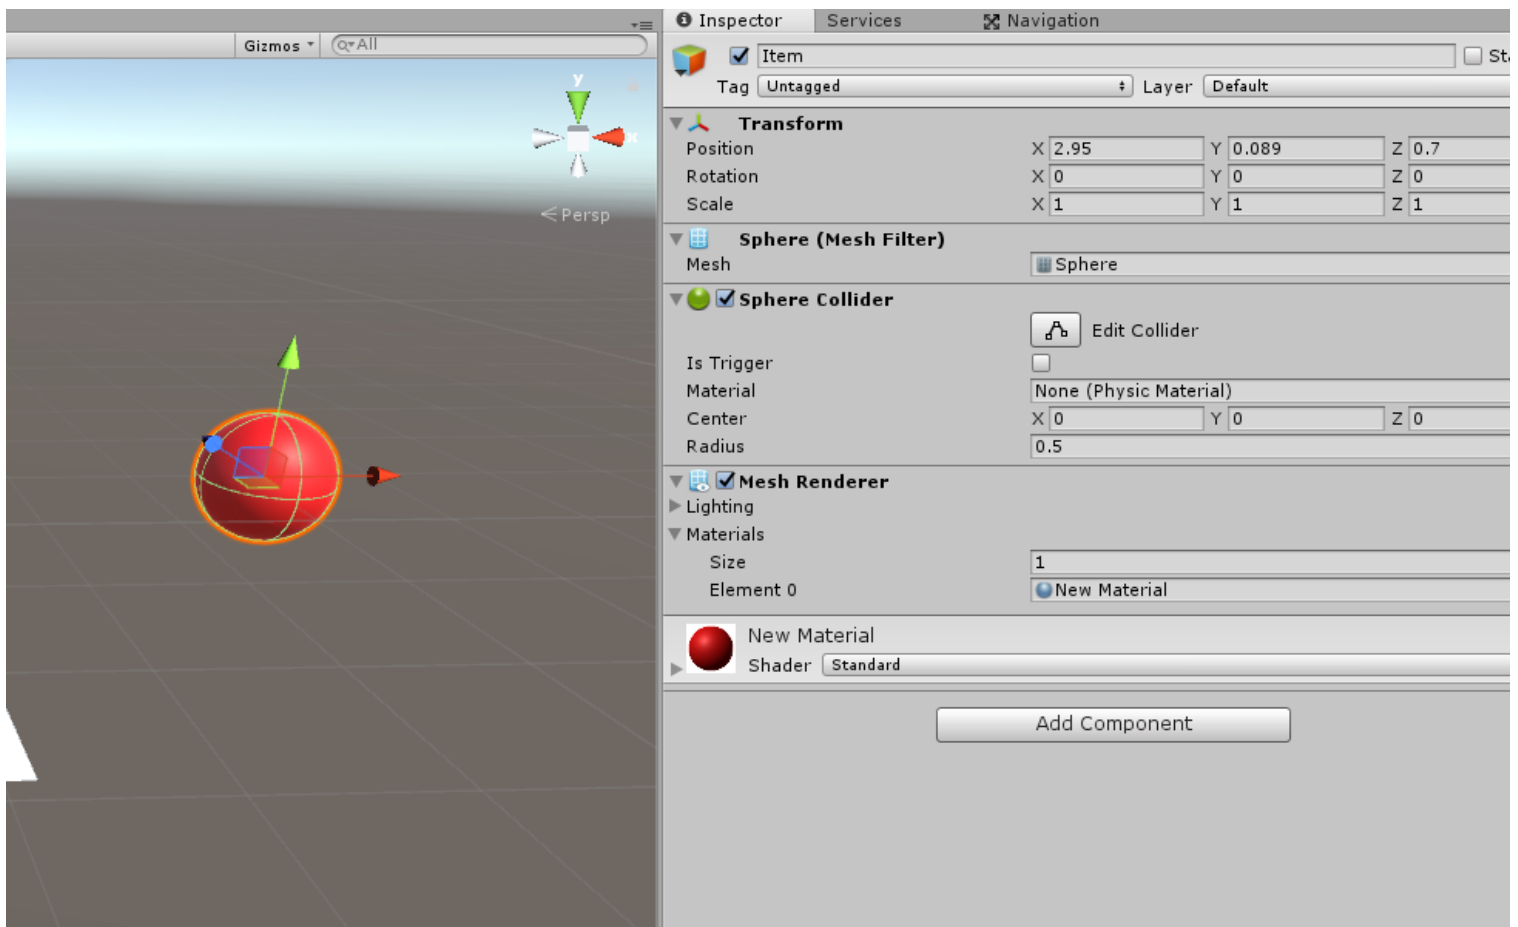 Inspector Services Navigation
Gizmos All
Item St
Tag Untagged Layer Default
y
x
Persp
Transform
Position X 2.95 Y 0.089 Z 0.7
Rotation X 0 Y 0 Z 0
Scale X 1 Y 1 Z 1
Sphere (Mesh Filter)
Mesh Sphere
Sphere Collider
Edit Collider
Is Trigger
Material None (Physic Material)
Center X 0 Y 0 Z 0
Radius 0.5
Mesh Renderer
Lighting
Materials
Size 1
Element 0 New Material
New Material
Shader Standard
Add Component